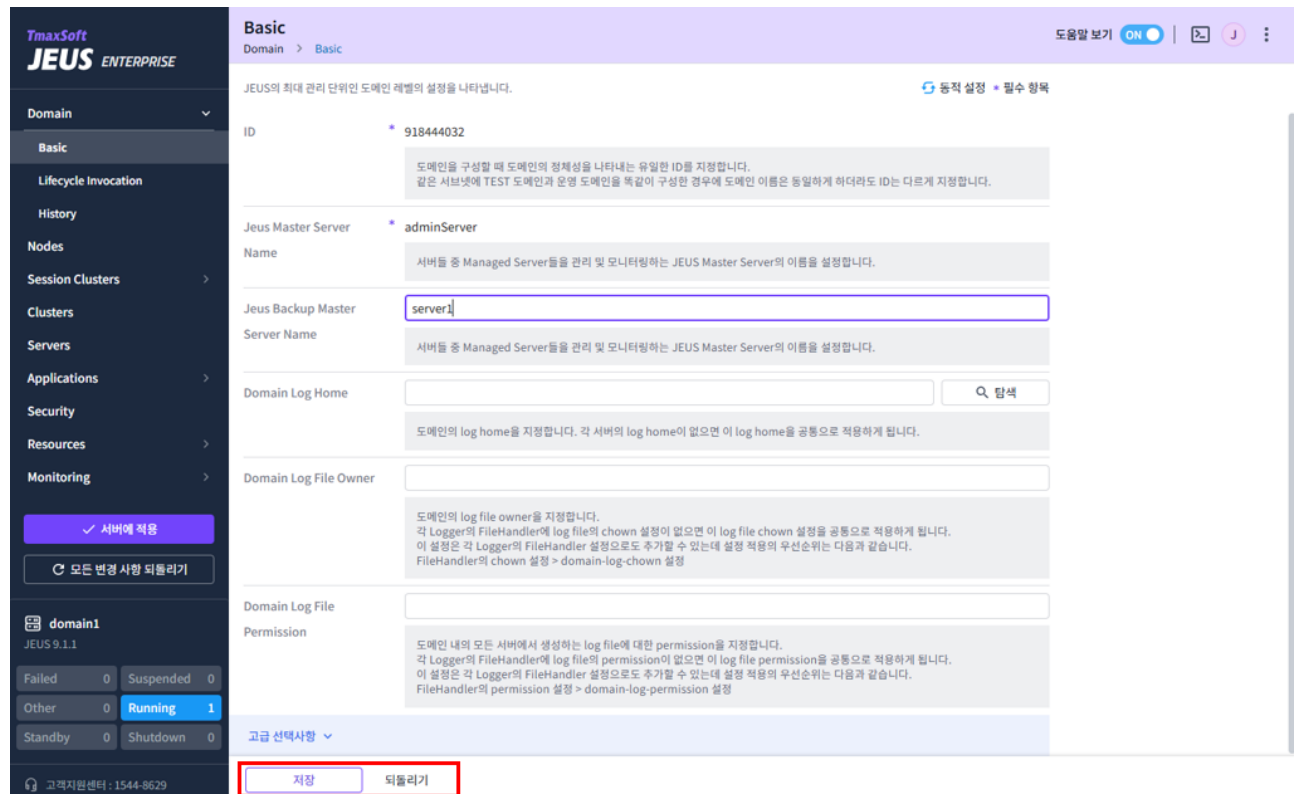 TmaxSoft
JEUS ENTERPRISE
Domain
Basic
Lifecycle Invocation
History
Nodes
Session Clusters
Clusters
Servers
Applications
Security
Resources
Monitoring
서버에 적용
모든 변경 사항 되돌리기
domain1
JEUS 9.1.1
Failed 0 Suspended 0
Other 0 Running 1
Standby 0 Shutdown 0
고객지원센터 : 1544-8629
Basic
Domain > Basic
도움말 보기 ON J
JEUS의 최대 관리 단위인 도메인 레벨의 설정을 나타냅니다.
동적 설정 * 필수 항목
ID * 918444032
도메인을 구성할 때 도메인의 정체성을 나타내는 유일한 ID를 지정합니다.
같은 서브넷에 TEST 도메인과 운영 도메인을 똑같이 구성한 경우에 도메인 이름은 동일하게 하더라도 ID는 다르게 지정합니다.
Jeus Master Server Name * adminServer
서버들 중 Managed Server들을 관리 및 모니터링하는 JEUS Master Server의 이름을 설정합니다.
Jeus Backup Master Server Name server1
서버들 중 Managed Server들을 관리 및 모니터링하는 JEUS Master Server의 이름을 설정합니다.
Domain Log Home 탐색
도메인의 log home을 지정합니다. 각 서버의 log home이 없으면 이 log home을 공통으로 적용하게 됩니다.
Domain Log File Owner
도메인의 log file owner을 지정합니다.
각 Logger의 FileHandler에 log file의 chown 설정이 없으면 이 log file chown 설정을 공통으로 적용하게 됩니다.
이 설정은 각 Logger의 FileHandler 설정으로도 추가할 수 있는데 설정 적용의 우선순위는 다음과 같습니다.
FileHandler의 chown 설정 > domain-log-chown 설정
Domain Log File Permission
도메인 내의 모든 서버에서 생성하는 log file에 대한 permission을 지정합니다.
각 Logger의 FileHandler에 log file의 permission이 없으면 이 log file permission을 공통으로 적용하게 됩니다.
이 설정은 각 Logger의 FileHandler 설정으로도 추가할 수 있는데 설정 적용의 우선순위는 다음과 같습니다.
FileHandler의 permission 설정 > domain-log-permission 설정
고급 선택사항
저장 되돌리기